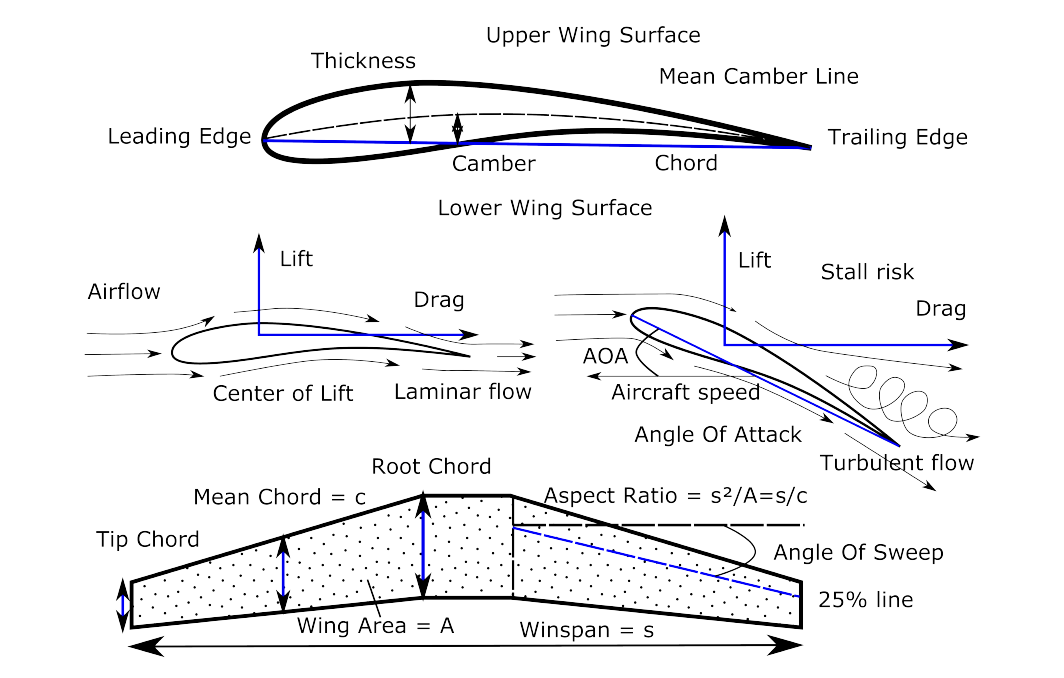 Upper Wing Surface
Thickness
Mean Camber Line
Leading Edge
Trailing Edge
Camber
Chord
Lower Wing Surface
Lift
Airflow
Drag
Center of Lift
Laminar flow
Lift
Stall risk
Drag
AOA
Aircraft speed
Angle Of Attack
Turbulent flow
Root Chord
Mean Chord = c
Aspect Ratio = s²/A=s/c
Tip Chord
Angle Of Sweep
25% line
Wing Area = A
Winspan = s